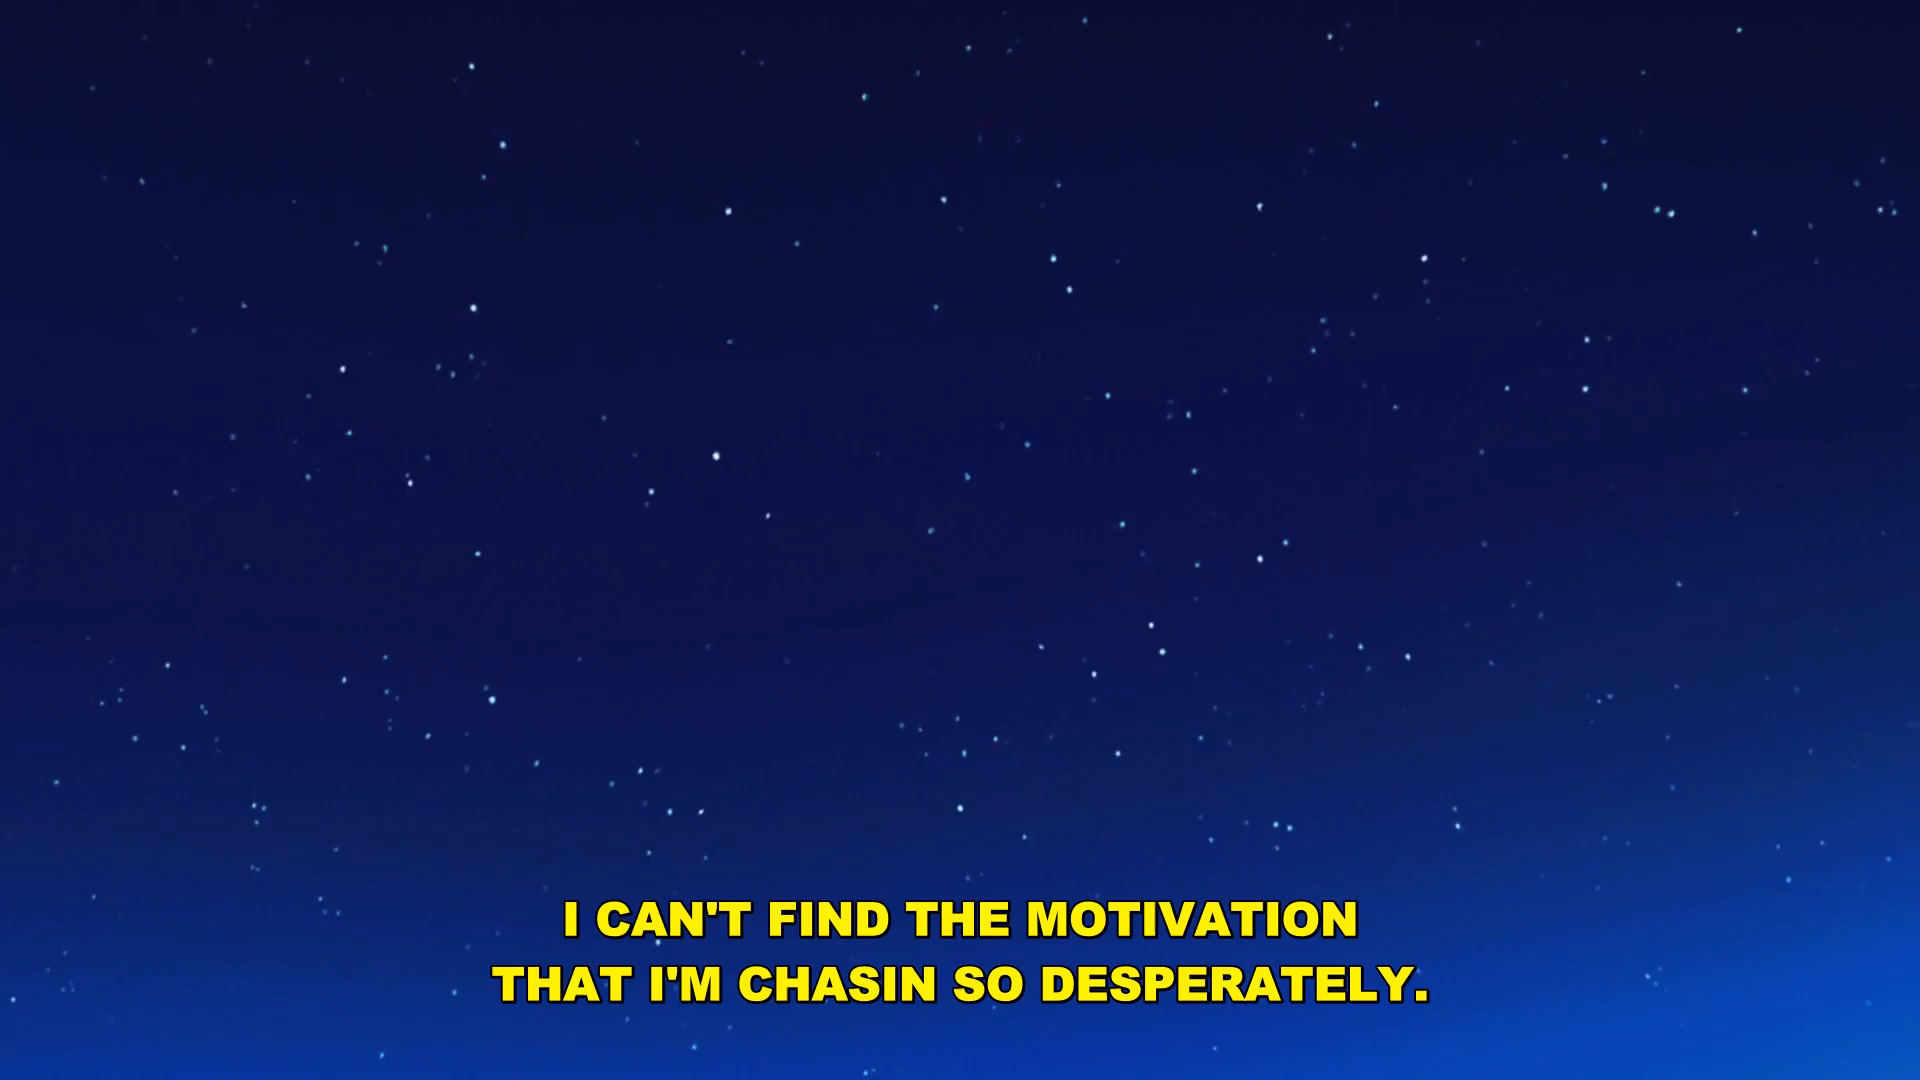 I CAN'T FIND THE MOTIVATION
THAT I'M CHASIN SO DESPERATELY.